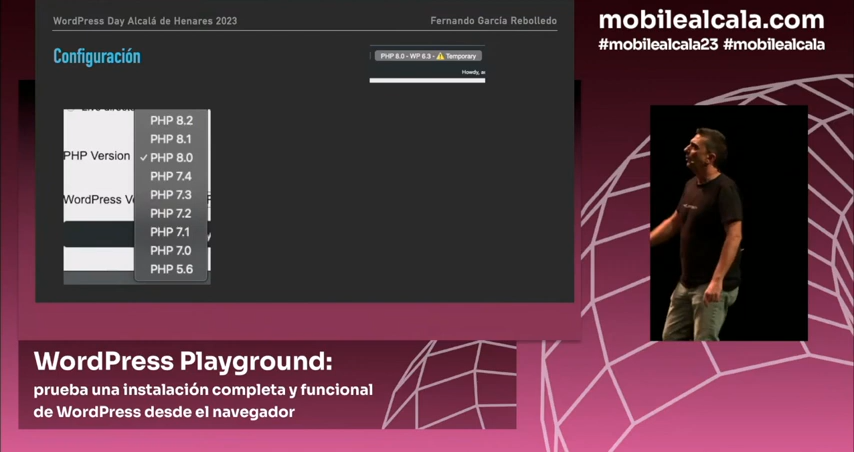 WordPress Day Alcalá de Henares 2023
Fernando García Rebolledo
mobilealcala.com
#mobilealcala23 #mobilealcala
Configuración
PHP 8.0 - WP 6.3 - ⚠️ Temporary
Howdy,
PHP 8.2
PHP 8.1
PHP Version ✓ PHP 8.0
PHP 7.4
PHP 7.3
WordPress
PHP 7.2
PHP 7.1
PHP 7.0
PHP 5.6
WordPress Playground:
prueba una instalación completa y funcional
de WordPress desde el navegador